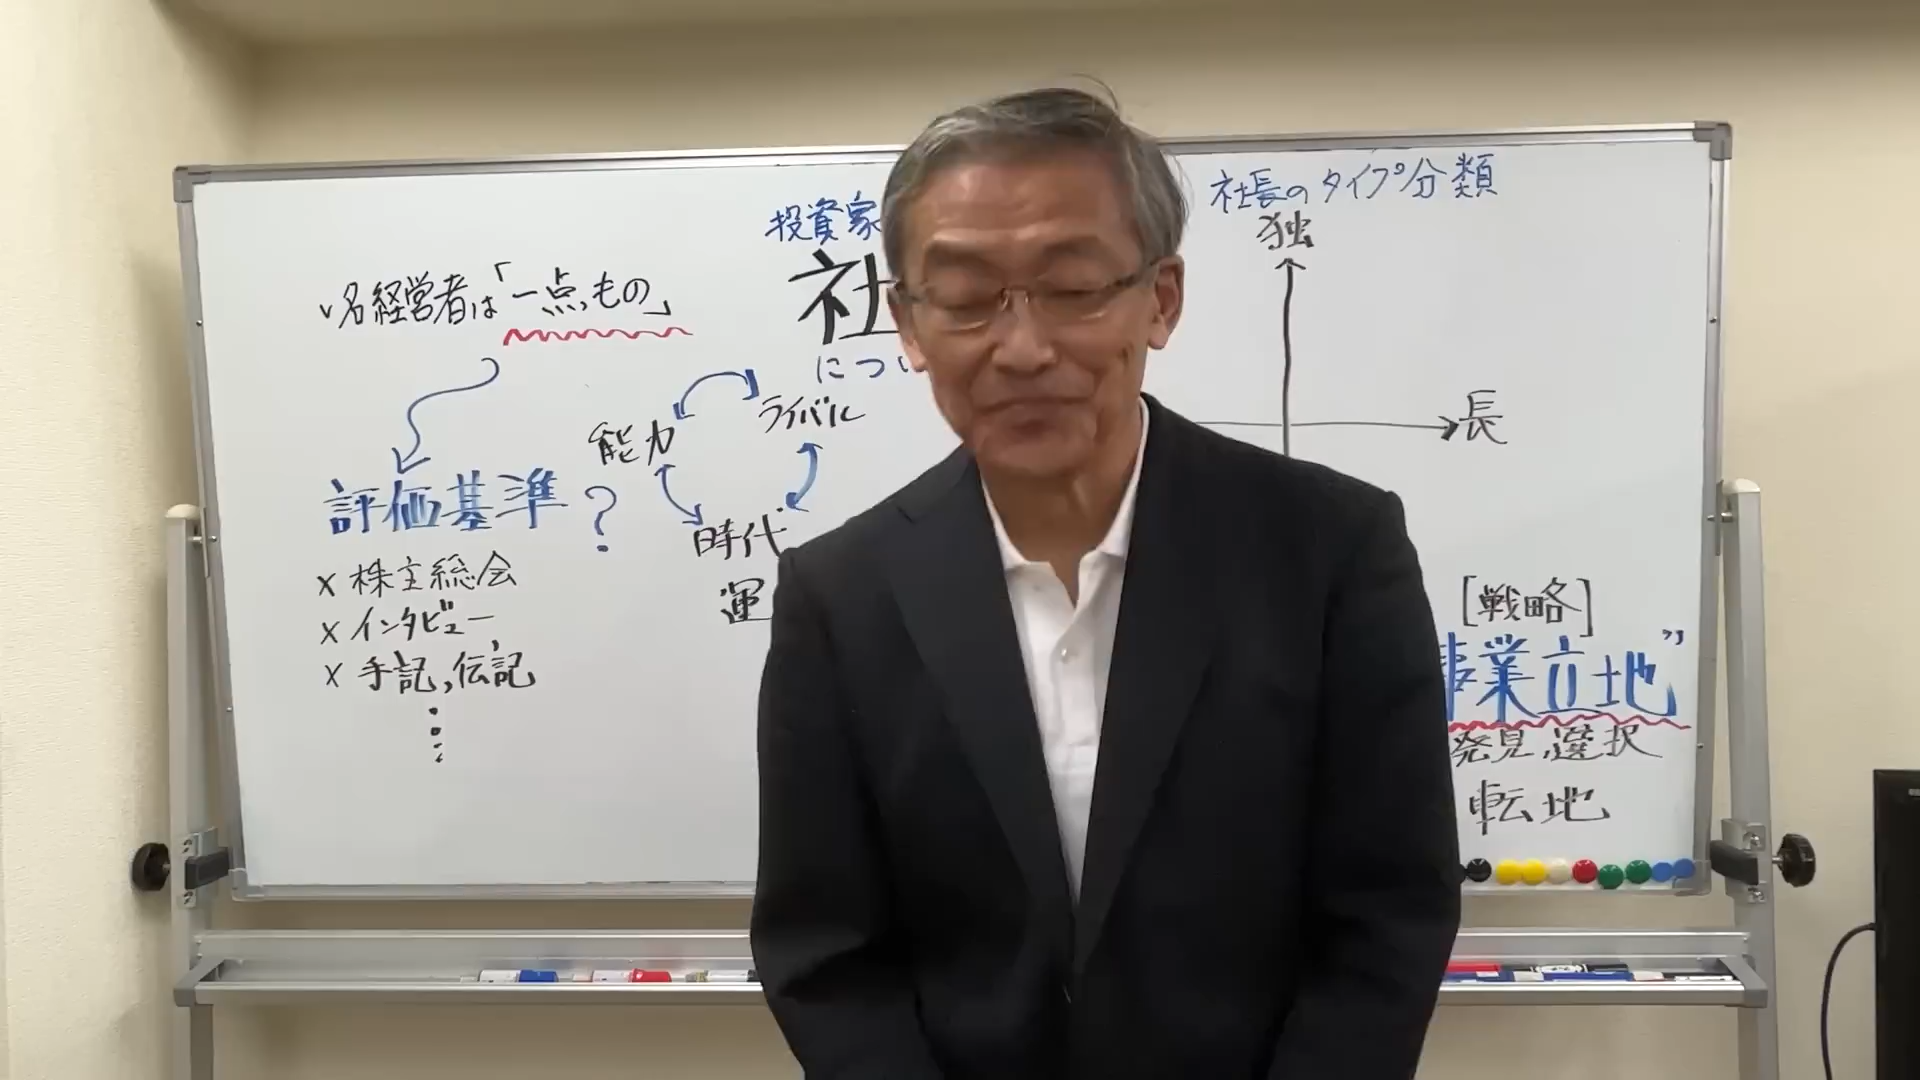 名経営者は「一点もの」
評価基準?
x 株主総会
x インタビュー
x 手記,伝記
投資家
社
につい
能力
ライバル
時代
運
社長のタイプ分類
独
長
[戦略]
事業立地”
発見,選択
転地